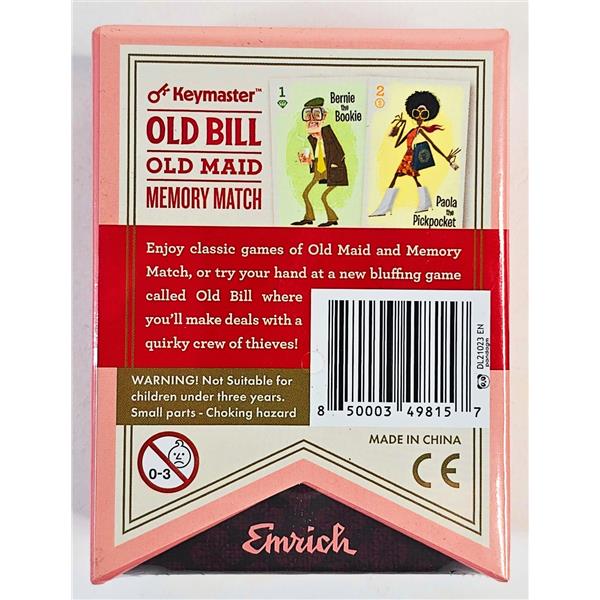 Keymaster™
OLD BILL
OLD MAID
MEMORY MATCH
1
Bernie
the
Bookie
2
Paola
the
Pickpocket
Enjoy classic games of Old Maid and Memory
Match, or try your hand at a new bluffing game
called Old Bill where
you'll make deals with a
quirky crew of thieves!
DL21023 EN
pandagm
8 50003 49815 7
WARNING! Not Suitable for
children under three years.
Small parts - Choking hazard
0-3
MADE IN CHINA
CE
Emrich